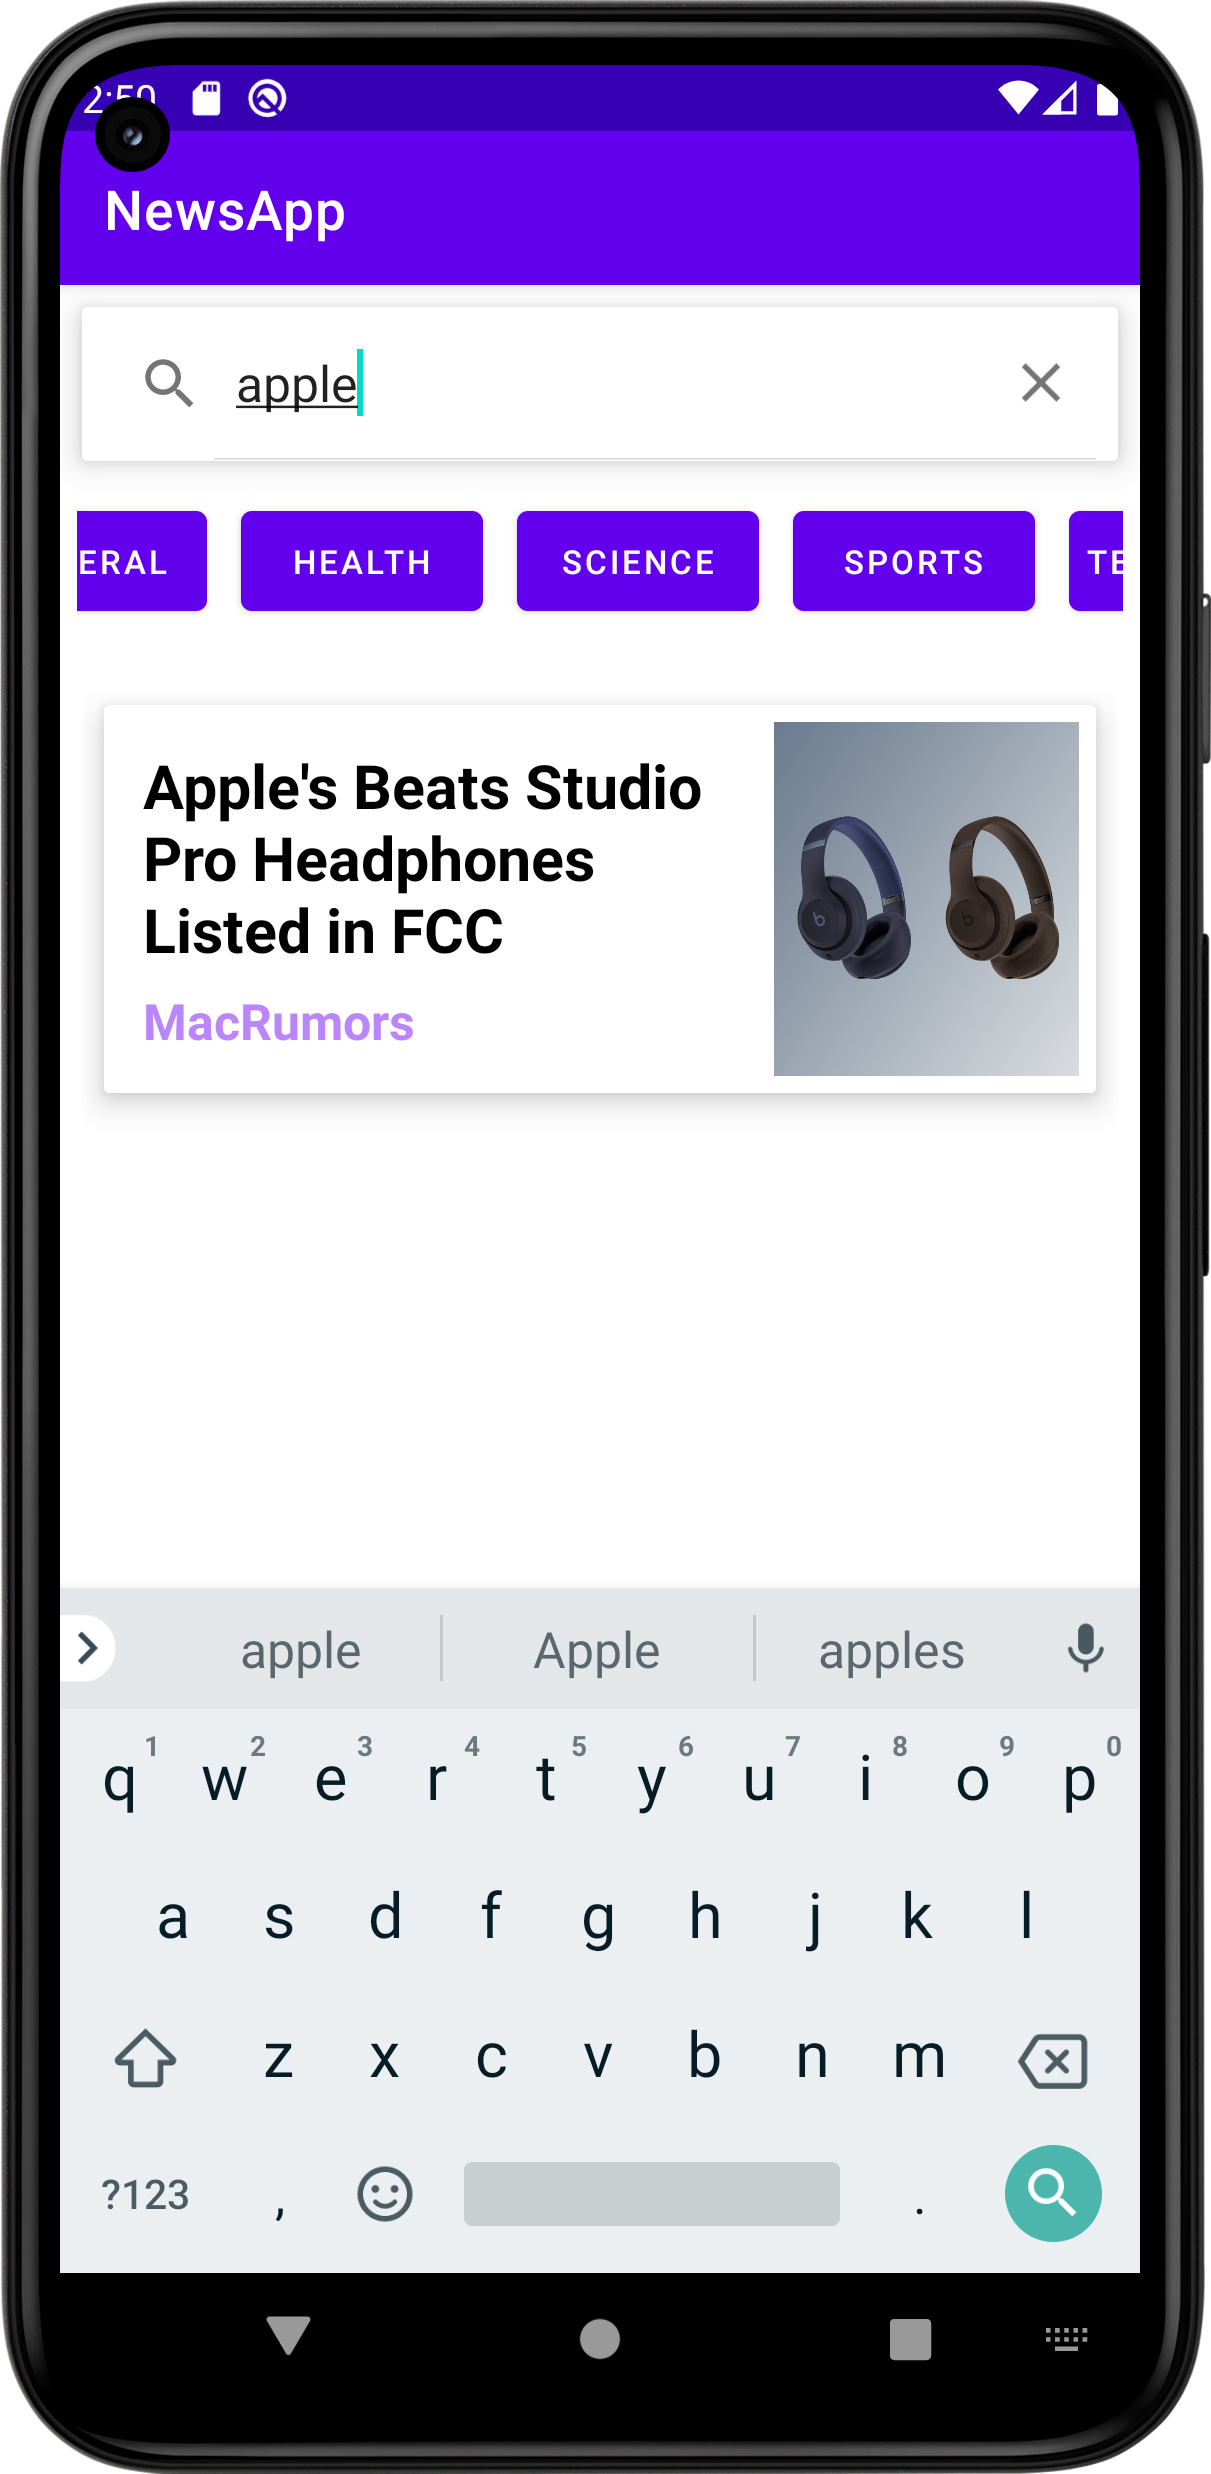 2:50
NewsApp
apple
ERAL HEALTH SCIENCE SPORTS TE
Apple's Beats Studio
Pro Headphones
Listed in FCC
MacRumors
apple Apple apples
1 2 3 4 5 6 7 8 9 0
q w e r t y u i o p
a s d f g h j k l
z x c v b n m
?123 , .